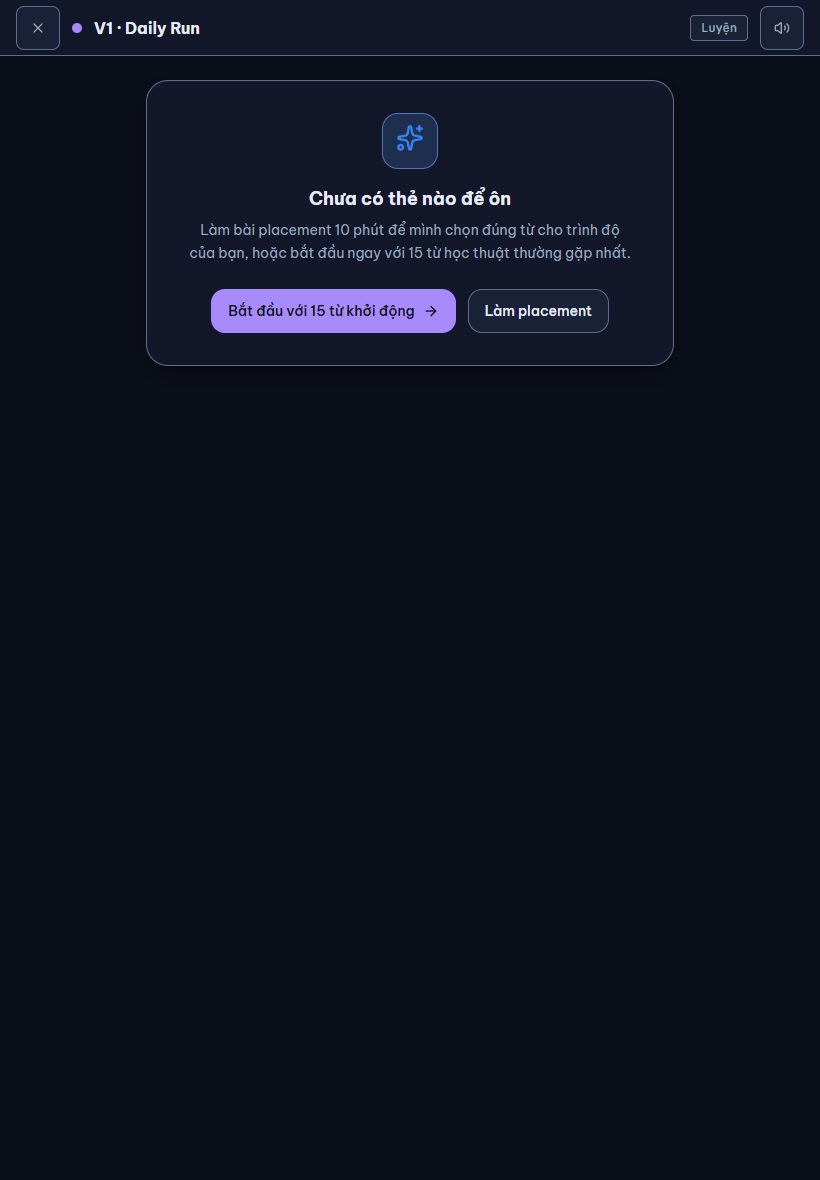 V1 · Daily Run
Luyện
Chưa có thẻ nào để ôn
Làm bài placement 10 phút để mình chọn đúng từ cho trình độ
của bạn, hoặc bắt đầu ngay với 15 từ học thuật thường gặp nhất.
Bắt đầu với 15 từ khởi động →
Làm placement